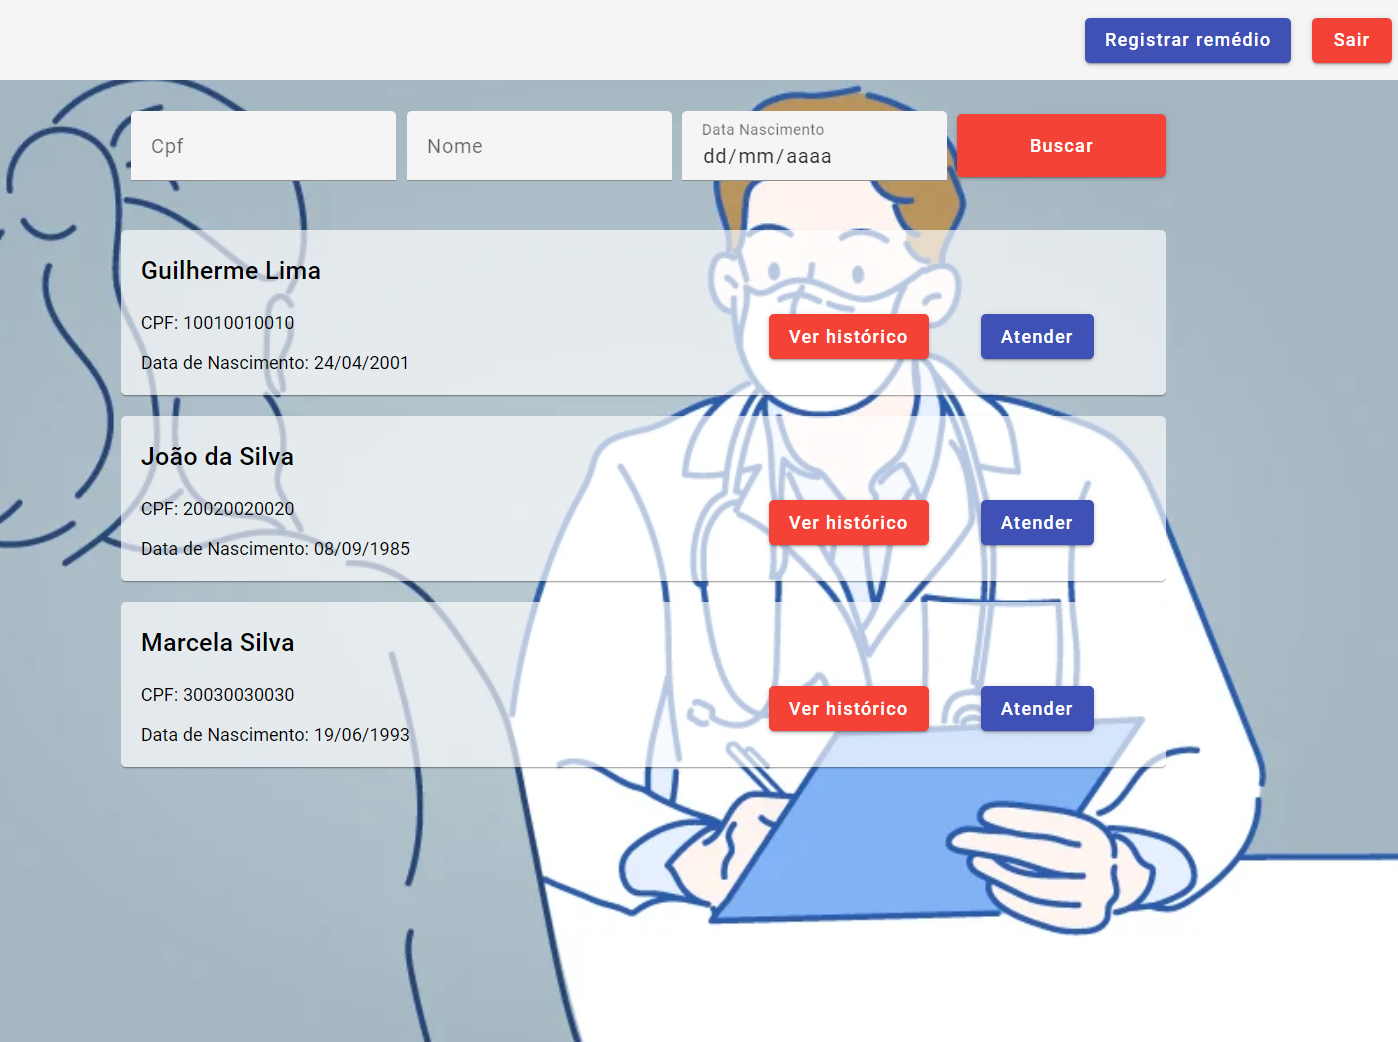 Registrar remédio
Sair
Cpf
Nome
Data Nascimento
dd/mm/aaaa
Buscar
Guilherme Lima
CPF: 10010010010
Data de Nascimento: 24/04/2001
Ver histórico
Atender
João da Silva
CPF: 20020020020
Data de Nascimento: 08/09/1985
Ver histórico
Atender
Marcela Silva
CPF: 30030030030
Data de Nascimento: 19/06/1993
Ver histórico
Atender